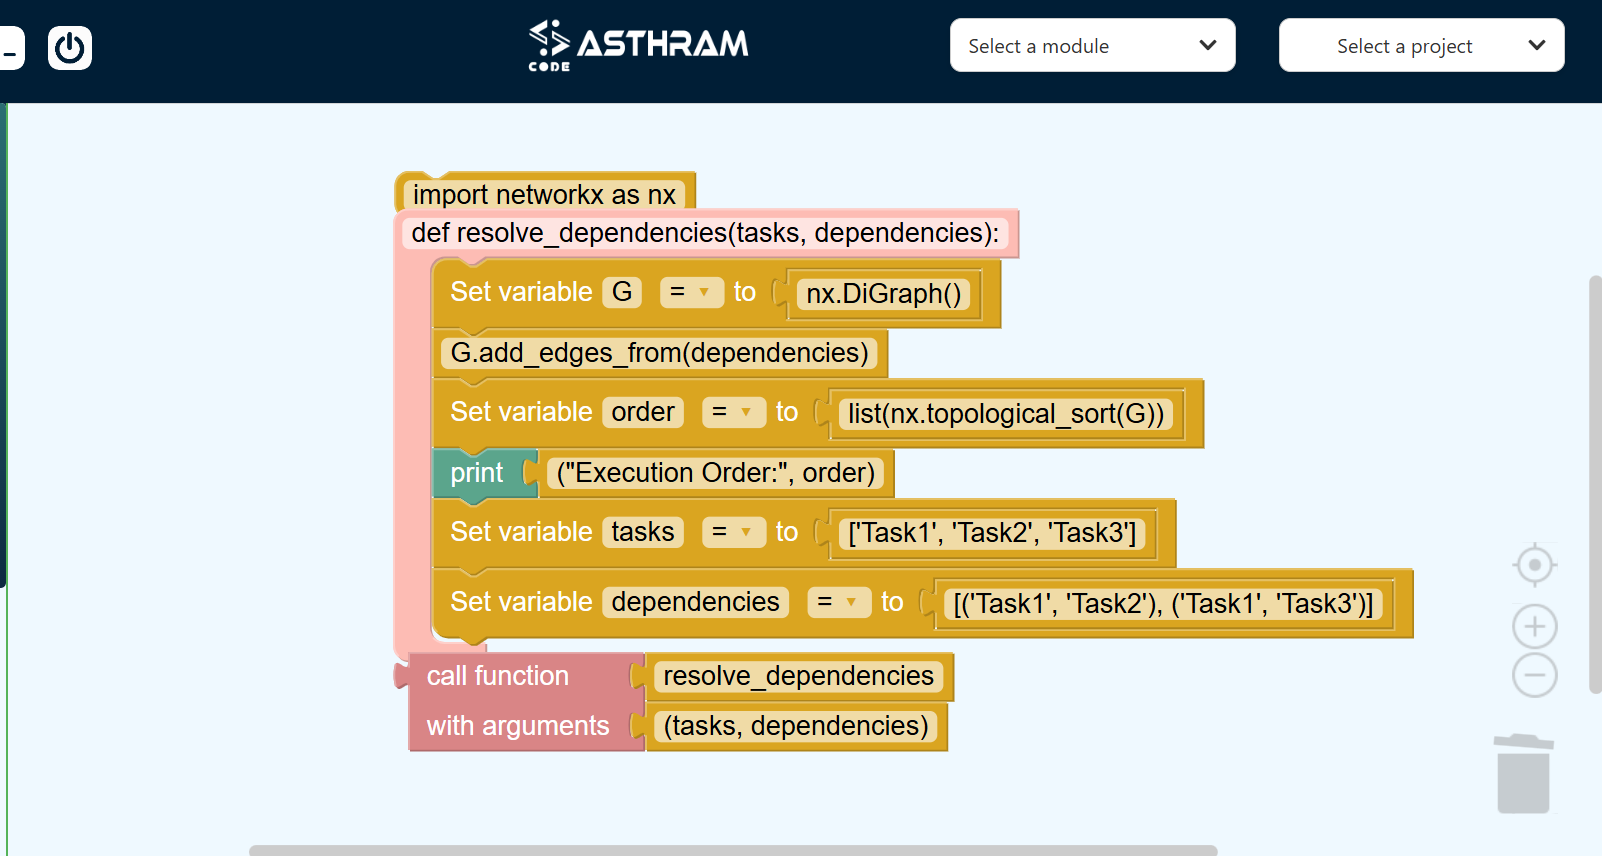 CODE ASTHRAM
Select a module
Select a project
import networkx as nx
def resolve_dependencies(tasks, dependencies):
Set variable G = to nx.DiGraph()
G.add_edges_from(dependencies)
Set variable order = to list(nx.topological_sort(G))
print ("Execution Order:", order)
Set variable tasks = to ['Task1', 'Task2', 'Task3']
Set variable dependencies = to [('Task1', 'Task2'), ('Task1', 'Task3')]
call function resolve_dependencies
with arguments (tasks, dependencies)